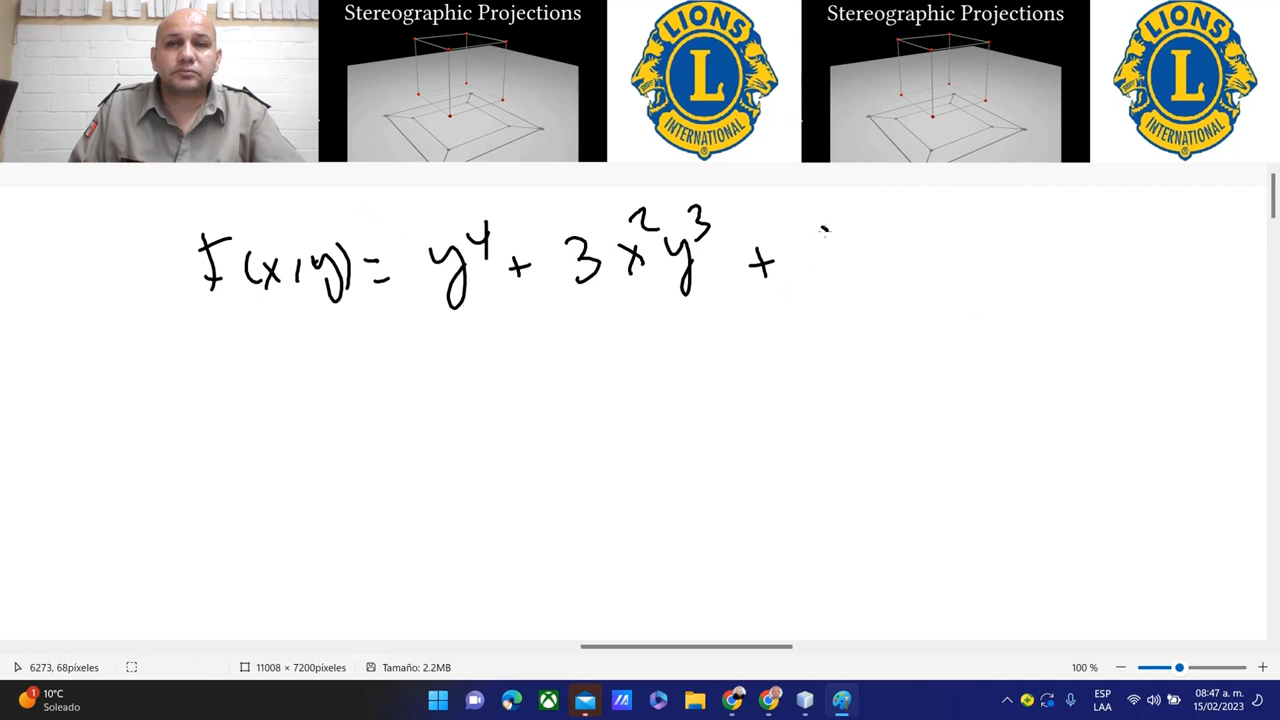 Stereographic Projections
LIONS
L
INTERNATIONAL
®
Stereographic Projections
LIONS
L
INTERNATIONAL
®
f(x,y) = y⁴ + 3x²y³ +
6273, 68píxeles
11008 × 7200píxeles
Tamaño: 2.2MB
100 %
1
10°C
Soleado
ESP
LAA
08:47 a. m.
15/02/2023